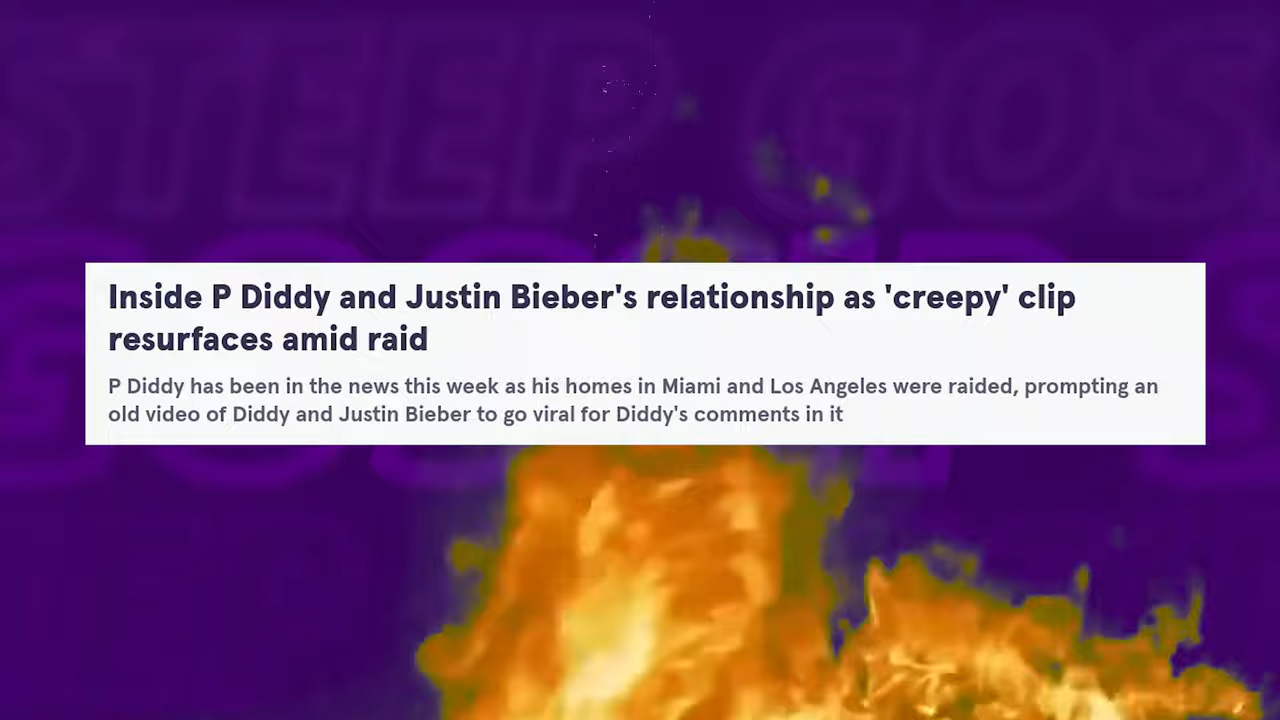 STEEP GOS
Inside P Diddy and Justin Bieber's relationship as 'creepy' clip
resurfaces amid raid
P Diddy has been in the news this week as his homes in Miami and Los Angeles were raided, prompting an
old video of Diddy and Justin Bieber to go viral for Diddy's comments in it